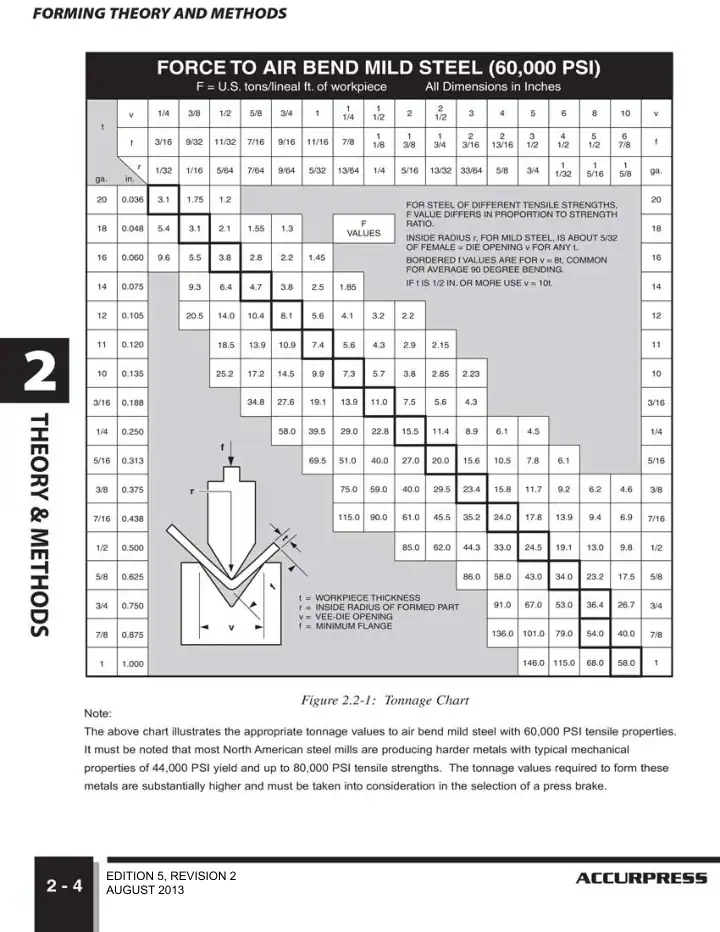 FORMING THEORY AND METHODS
FORCE TO AIR BEND MILD STEEL (60,000 PSI)
F = U.S. tons/lineal ft. of workpiece All Dimensions in Inches
t v 1/4 3/8 1/2 5/8 3/4 1 1 1/4 1 1/2 2 2 1/2 3 4 5 6 8 10 v
f 3/16 9/32 11/32 7/16 9/16 11/16 7/8 1 1/8 1 3/8 1 3/4 2 3/16 2 13/16 3 1/2 4 1/2 5 1/2 6 7/8 f
ga. in. r 1/32 1/16 5/64 7/64 9/64 5/32 13/64 1/4 5/16 13/32 33/64 5/8 3/4 1 1/32 1 5/16 1 5/8 ga.
20 0.036 3.1 1.75 1.2 20
18 0.048 5.4 3.1 2.1 1.55 1.3 18
16 0.060 9.6 5.5 3.8 2.8 2.2 1.45 16
14 0.075 9.3 6.4 4.7 3.8 2.5 1.85 14
12 0.105 20.5 14.0 10.4 8.1 5.6 4.1 3.2 2.2 12
11 0.120 18.5 13.9 10.9 7.4 5.6 4.3 2.9 2.15 11
10 0.135 25.2 17.2 14.5 9.9 7.3 5.7 3.8 2.85 2.23 10
3/16 0.188 34.8 27.6 19.1 13.9 11.0 7.5 5.6 4.3 3/16
1/4 0.250 58.0 39.5 29.0 22.8 15.5 11.4 8.9 6.1 4.5 1/4
5/16 0.313 69.5 51.0 40.0 27.0 20.0 15.6 10.5 7.8 6.1 5/16
3/8 0.375 75.0 59.0 40.0 29.5 23.4 15.8 11.7 9.2 6.2 4.6 3/8
7/16 0.438 115.0 90.0 61.0 45.5 35.2 24.0 17.8 13.9 9.4 6.9 7/16
1/2 0.500 85.0 62.0 44.3 33.0 24.5 19.1 13.0 9.8 1/2
5/8 0.625 86.0 58.0 43.0 34.0 23.2 17.5 5/8
3/4 0.750 91.0 67.0 53.0 36.4 26.7 3/4
7/8 0.875 136.0 101.0 79.0 54.0 40.0 7/8
1 1.000 146.0 115.0 68.0 58.0 1
F
VALUES
FOR STEEL OF DIFFERENT TENSILE STRENGTHS,
F VALUE DIFFERS IN PROPORTION TO STRENGTH
RATIO.
INSIDE RADIUS r, FOR MILD STEEL, IS ABOUT 5/32
OF FEMALE = DIE OPENING v FOR ANY t.
BORDERED f VALUES ARE FOR v = 8t, COMMON
FOR AVERAGE 90 DEGREE BENDING.
IF t IS 1/2 IN. OR MORE USE v = 10t.
f
r
t
f
v
t = WORKPIECE THICKNESS
r = INSIDE RADIUS OF FORMED PART
v = VEE-DIE OPENING
f = MINIMUM FLANGE
2
THEORY & METHODS
Figure 2.2-1: Tonnage Chart
Note:
The above chart illustrates the appropriate tonnage values to air bend mild steel with 60,000 PSI tensile properties.
It must be noted that most North American steel mills are producing harder metals with typical mechanical
properties of 44,000 PSI yield and up to 80,000 PSI tensile strengths. The tonnage values required to form these
metals are substantially higher and must be taken into consideration in the selection of a press brake.
2 - 4
EDITION 5, REVISION 2
AUGUST 2013
ACCURPRESS